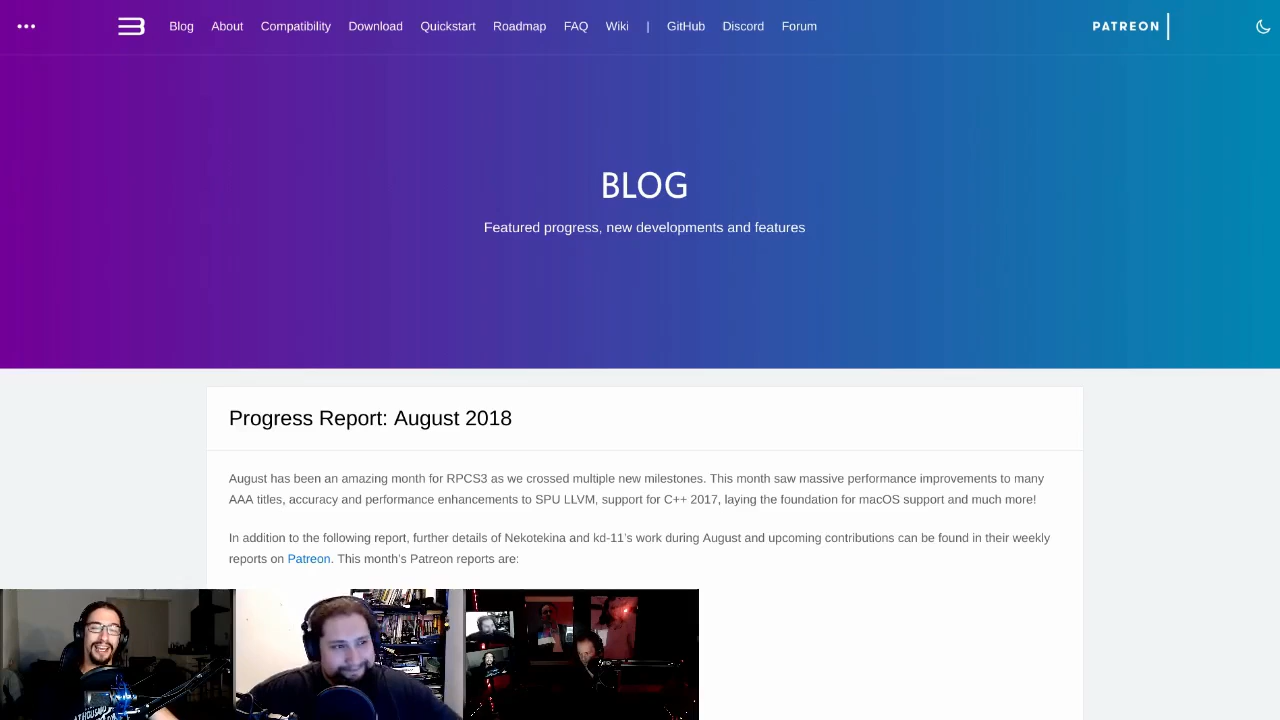 Blog About Compatibility Download Quickstart Roadmap FAQ Wiki | GitHub Discord Forum PATREON
BLOG
Featured progress, new developments and features
Progress Report: August 2018
August has been an amazing month for RPCS3 as we crossed multiple new milestones. This month saw massive performance improvements to many
AAA titles, accuracy and performance enhancements to SPU LLVM, support for C++ 2017, laying the foundation for macOS support and much more!
In addition to the following report, further details of Nekotekina and kd-11's work during August and upcoming contributions can be found in their weekly
reports on Patreon. This month's Patreon reports are: